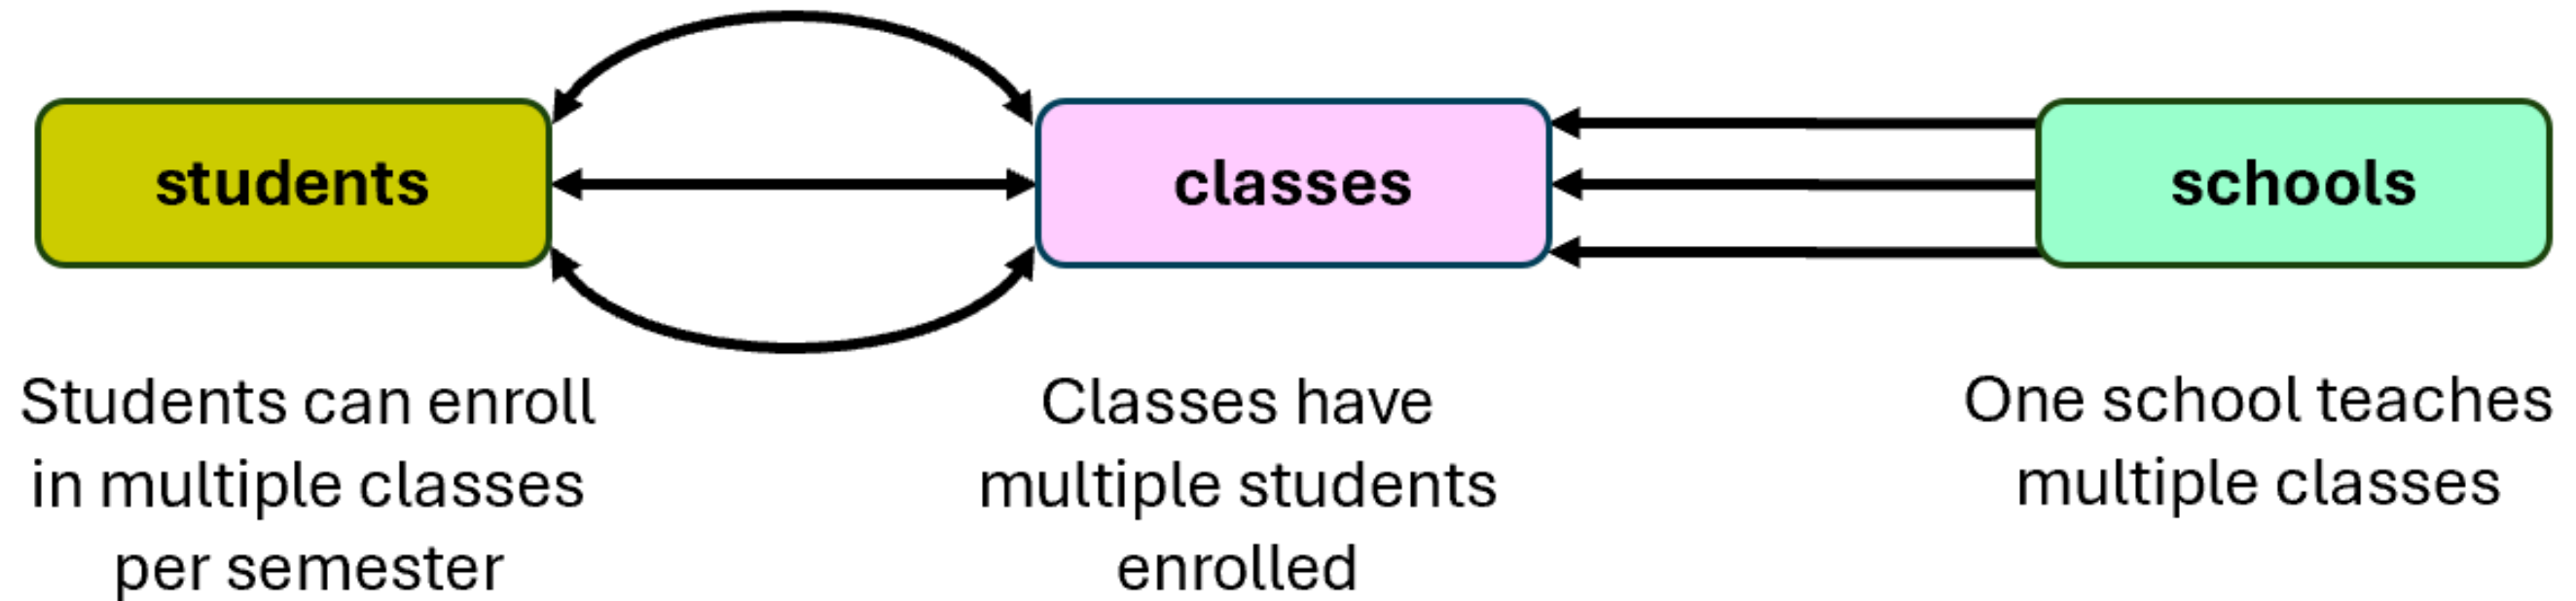 students
classes
schools
Students can enroll
in multiple classes
per semester
Classes have
multiple students
enrolled
One school teaches
multiple classes